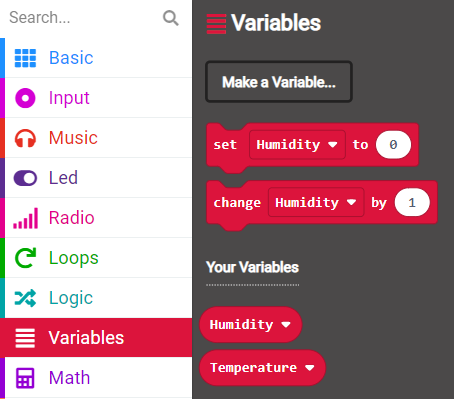 Search...
Basic
Input
Music
Led
Radio
Loops
Logic
Variables
Math
Variables
Make a Variable...
set Humidity to 0
change Humidity by 1
Your Variables
Humidity
Temperature